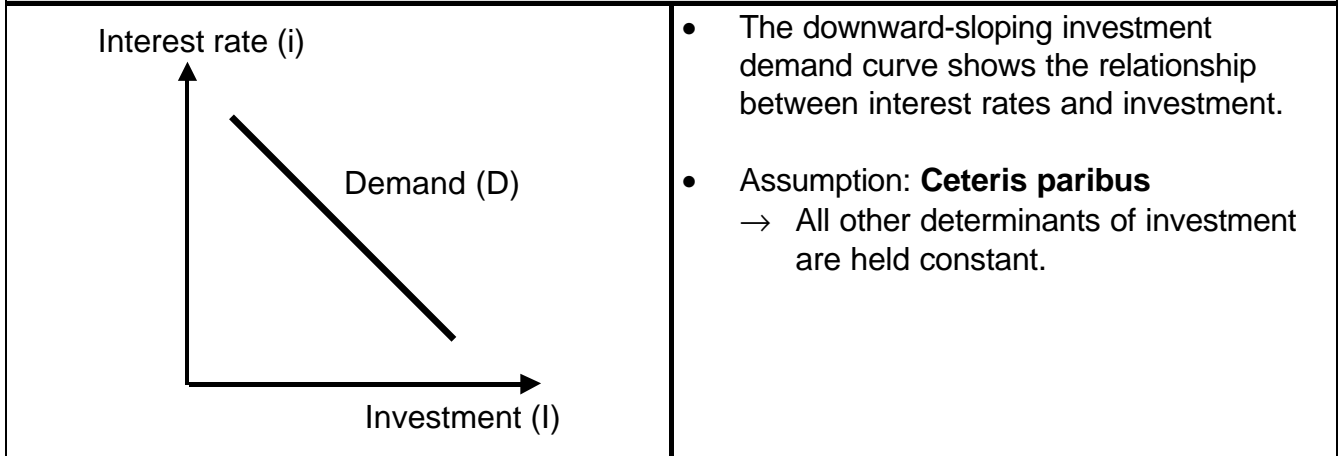 Interest rate (i)
Demand (D)
Investment (I)
• The downward-sloping investment
demand curve shows the relationship
between interest rates and investment.
• Assumption: Ceteris paribus
→ All other determinants of investment
are held constant.